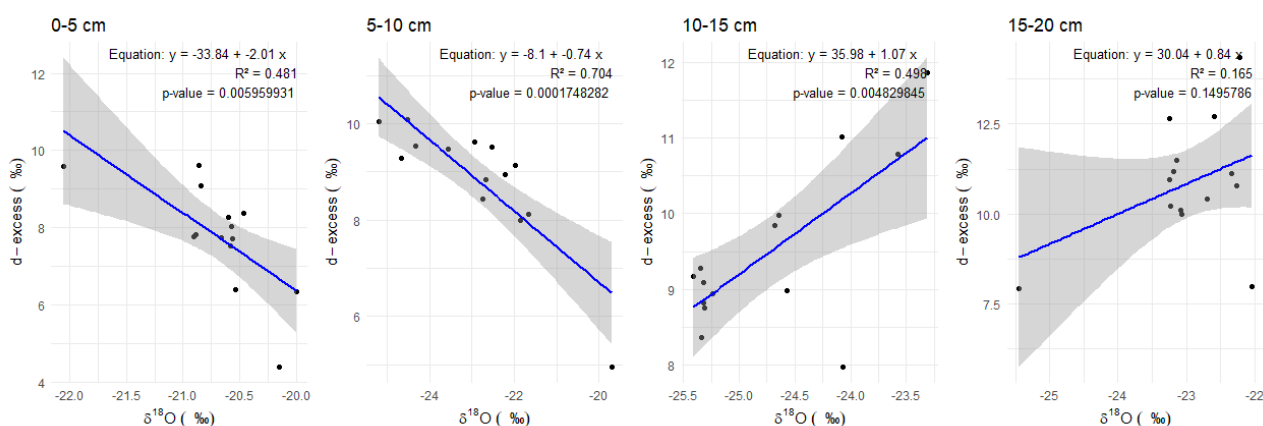 0-5 cm
Equation: y = -33.84 + -2.01 x
R² = 0.481
p-value = 0.005959931
12
10
8
6
4
d−excess ( ‰)
-22.0 -21.5 -21.0 -20.5 -20.0
δ¹⁸O ( ‰)
5-10 cm
Equation: y = -8.1 + -0.74 x
R² = 0.704
p-value = 0.0001748282
10
8
6
d−excess ( ‰)
-24 -22 -20
δ¹⁸O ( ‰)
10-15 cm
Equation: y = 35.98 + 1.07 x
R² = 0.498
p-value = 0.004829845
12
11
10
9
8
d−excess ( ‰)
-25.5 -25.0 -24.5 -24.0 -23.5
δ¹⁸O ( ‰)
15-20 cm
Equation: y = 30.04 + 0.84 x
R² = 0.165
p-value = 0.1495786
12.5
10.0
7.5
d−excess ( ‰)
-25 -24 -23 -22
δ¹⁸O ( ‰)